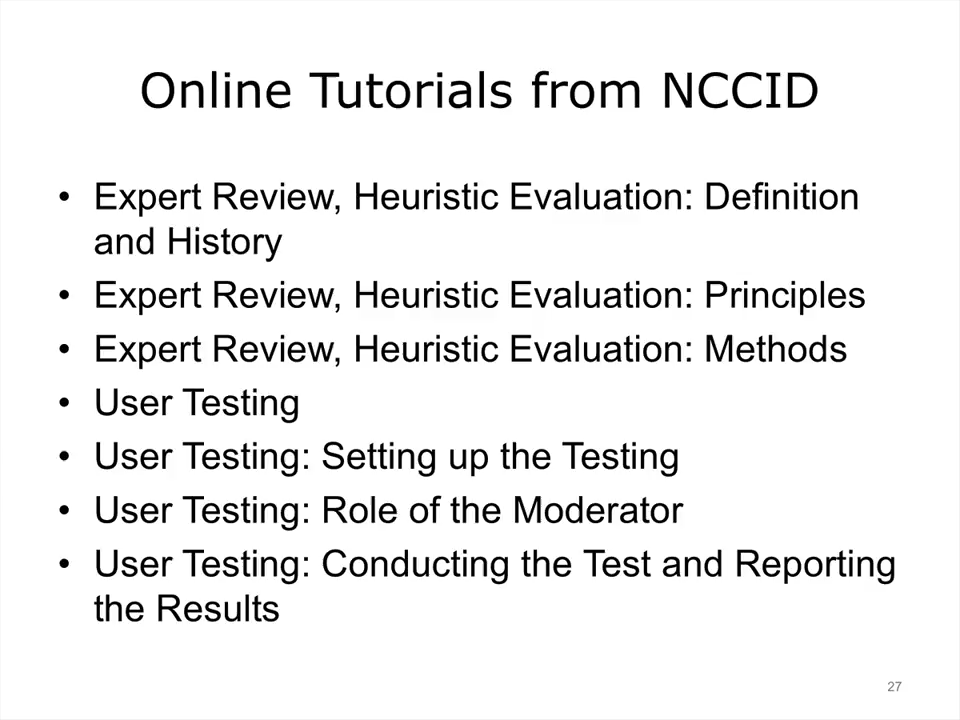 Online Tutorials from NCCID
• Expert Review, Heuristic Evaluation: Definition
and History
• Expert Review, Heuristic Evaluation: Principles
• Expert Review, Heuristic Evaluation: Methods
• User Testing
• User Testing: Setting up the Testing
• User Testing: Role of the Moderator
• User Testing: Conducting the Test and Reporting
the Results
27